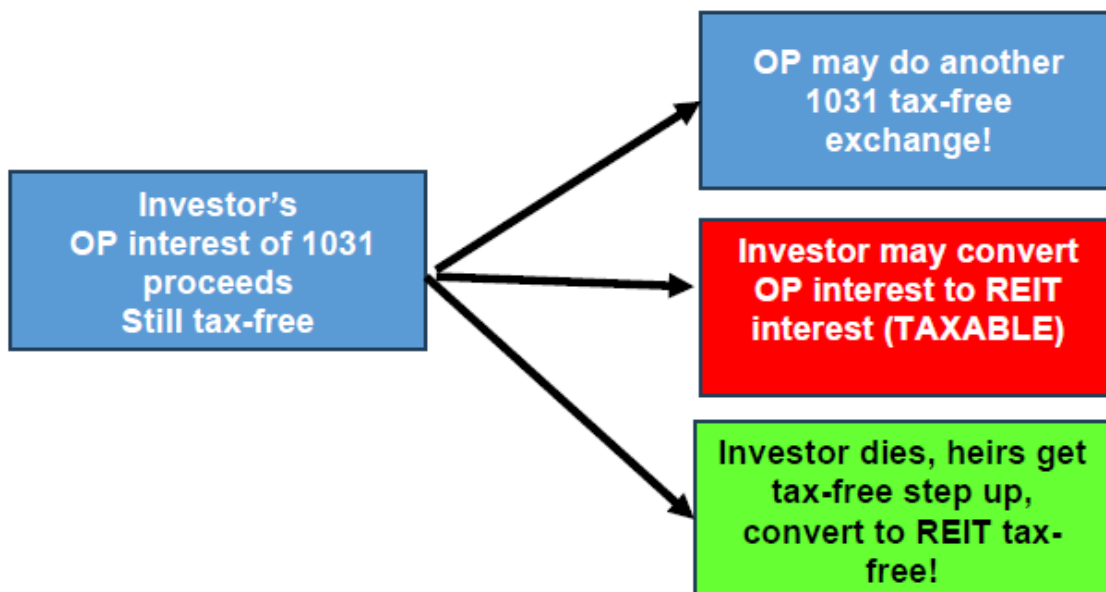 Investor’s
OP interest of 1031
proceeds
Still tax-free
OP may do another
1031 tax-free
exchange!
Investor may convert
OP interest to REIT
interest (TAXABLE)
Investor dies, heirs get
tax-free step up,
convert to REIT tax-
free!